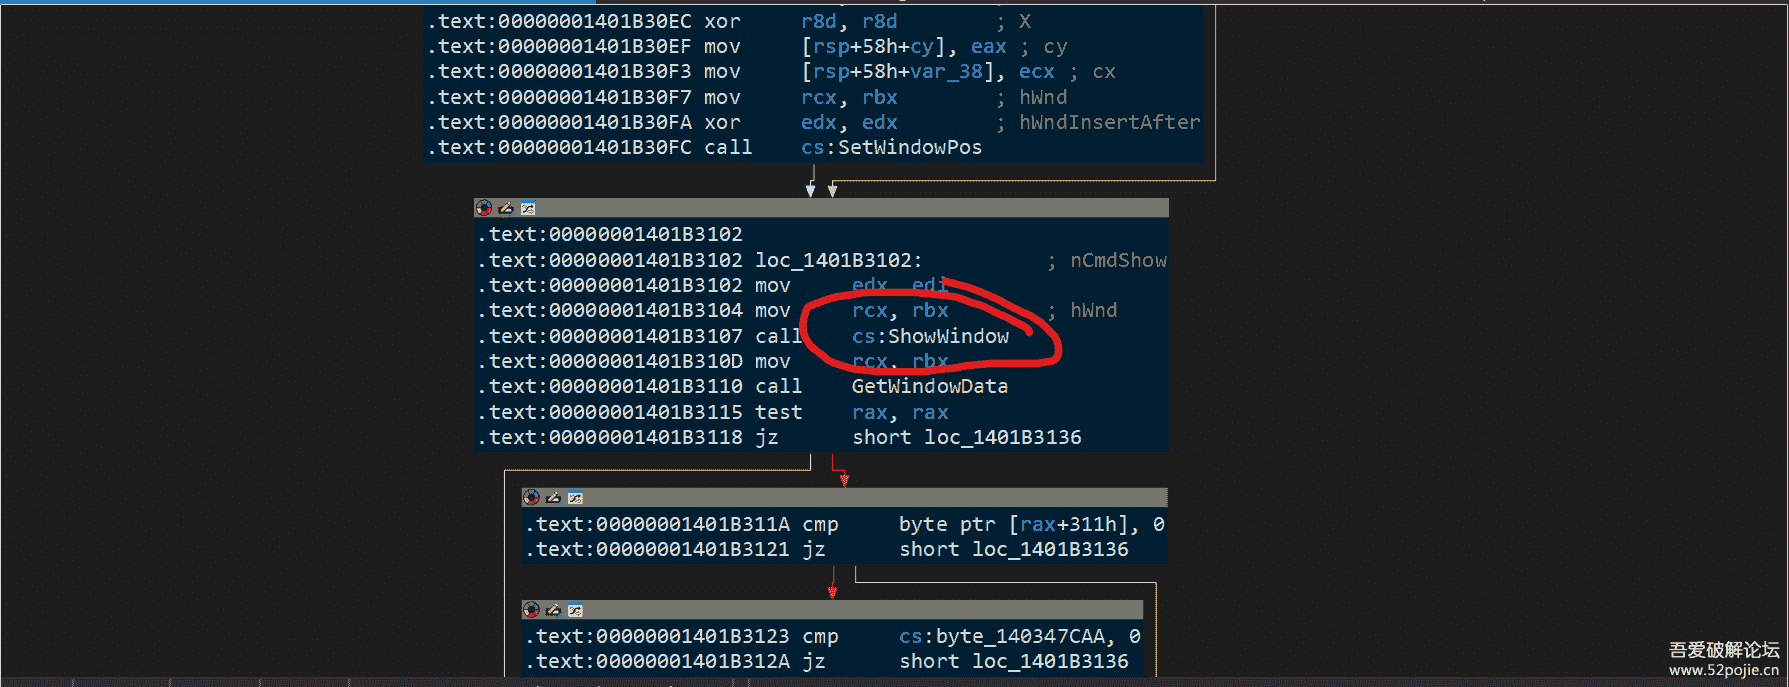 .text:00000001401B30EC xor r8d, r8d ; X
.text:00000001401B30EF mov [rsp+58h+cy], eax ; cy
.text:00000001401B30F3 mov [rsp+58h+var_38], ecx ; cx
.text:00000001401B30F7 mov rcx, rbx ; hWnd
.text:00000001401B30FA xor edx, edx ; hWndInsertAfter
.text:00000001401B30FC call cs:SetWindowPos
.text:00000001401B3102
.text:00000001401B3102 loc_1401B3102: ; nCmdShow
.text:00000001401B3102 mov edx, edi
.text:00000001401B3104 mov rcx, rbx ; hWnd
.text:00000001401B3107 call cs:ShowWindow
.text:00000001401B310D mov rcx, rbx
.text:00000001401B3110 call GetWindowData
.text:00000001401B3115 test rax, rax
.text:00000001401B3118 jz short loc_1401B3136
.text:00000001401B311A cmp byte ptr [rax+311h], 0
.text:00000001401B3121 jz short loc_1401B3136
.text:00000001401B3123 cmp cs:byte_140347CAA, 0
.text:00000001401B312A jz short loc_1401B3136
吾爱破解论坛
www.52pojie.cn